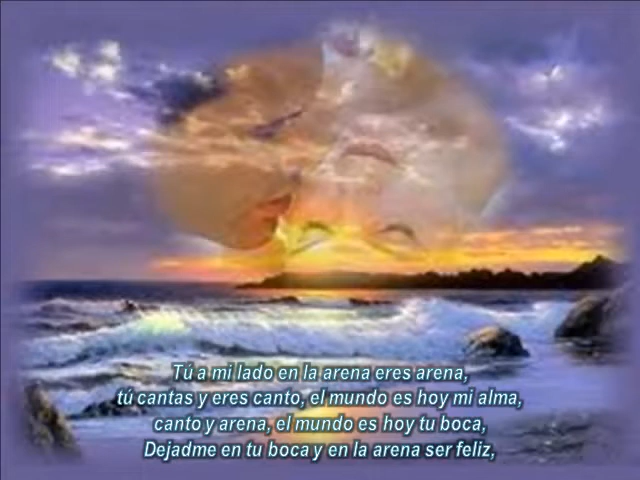 Tú a mi lado en la arena eres arena,
tú cantas y eres canto, el mundo es hoy mi alma,
canto y arena, el mundo es hoy tu boca,
Dejadme en tu boca y en la arena ser feliz,